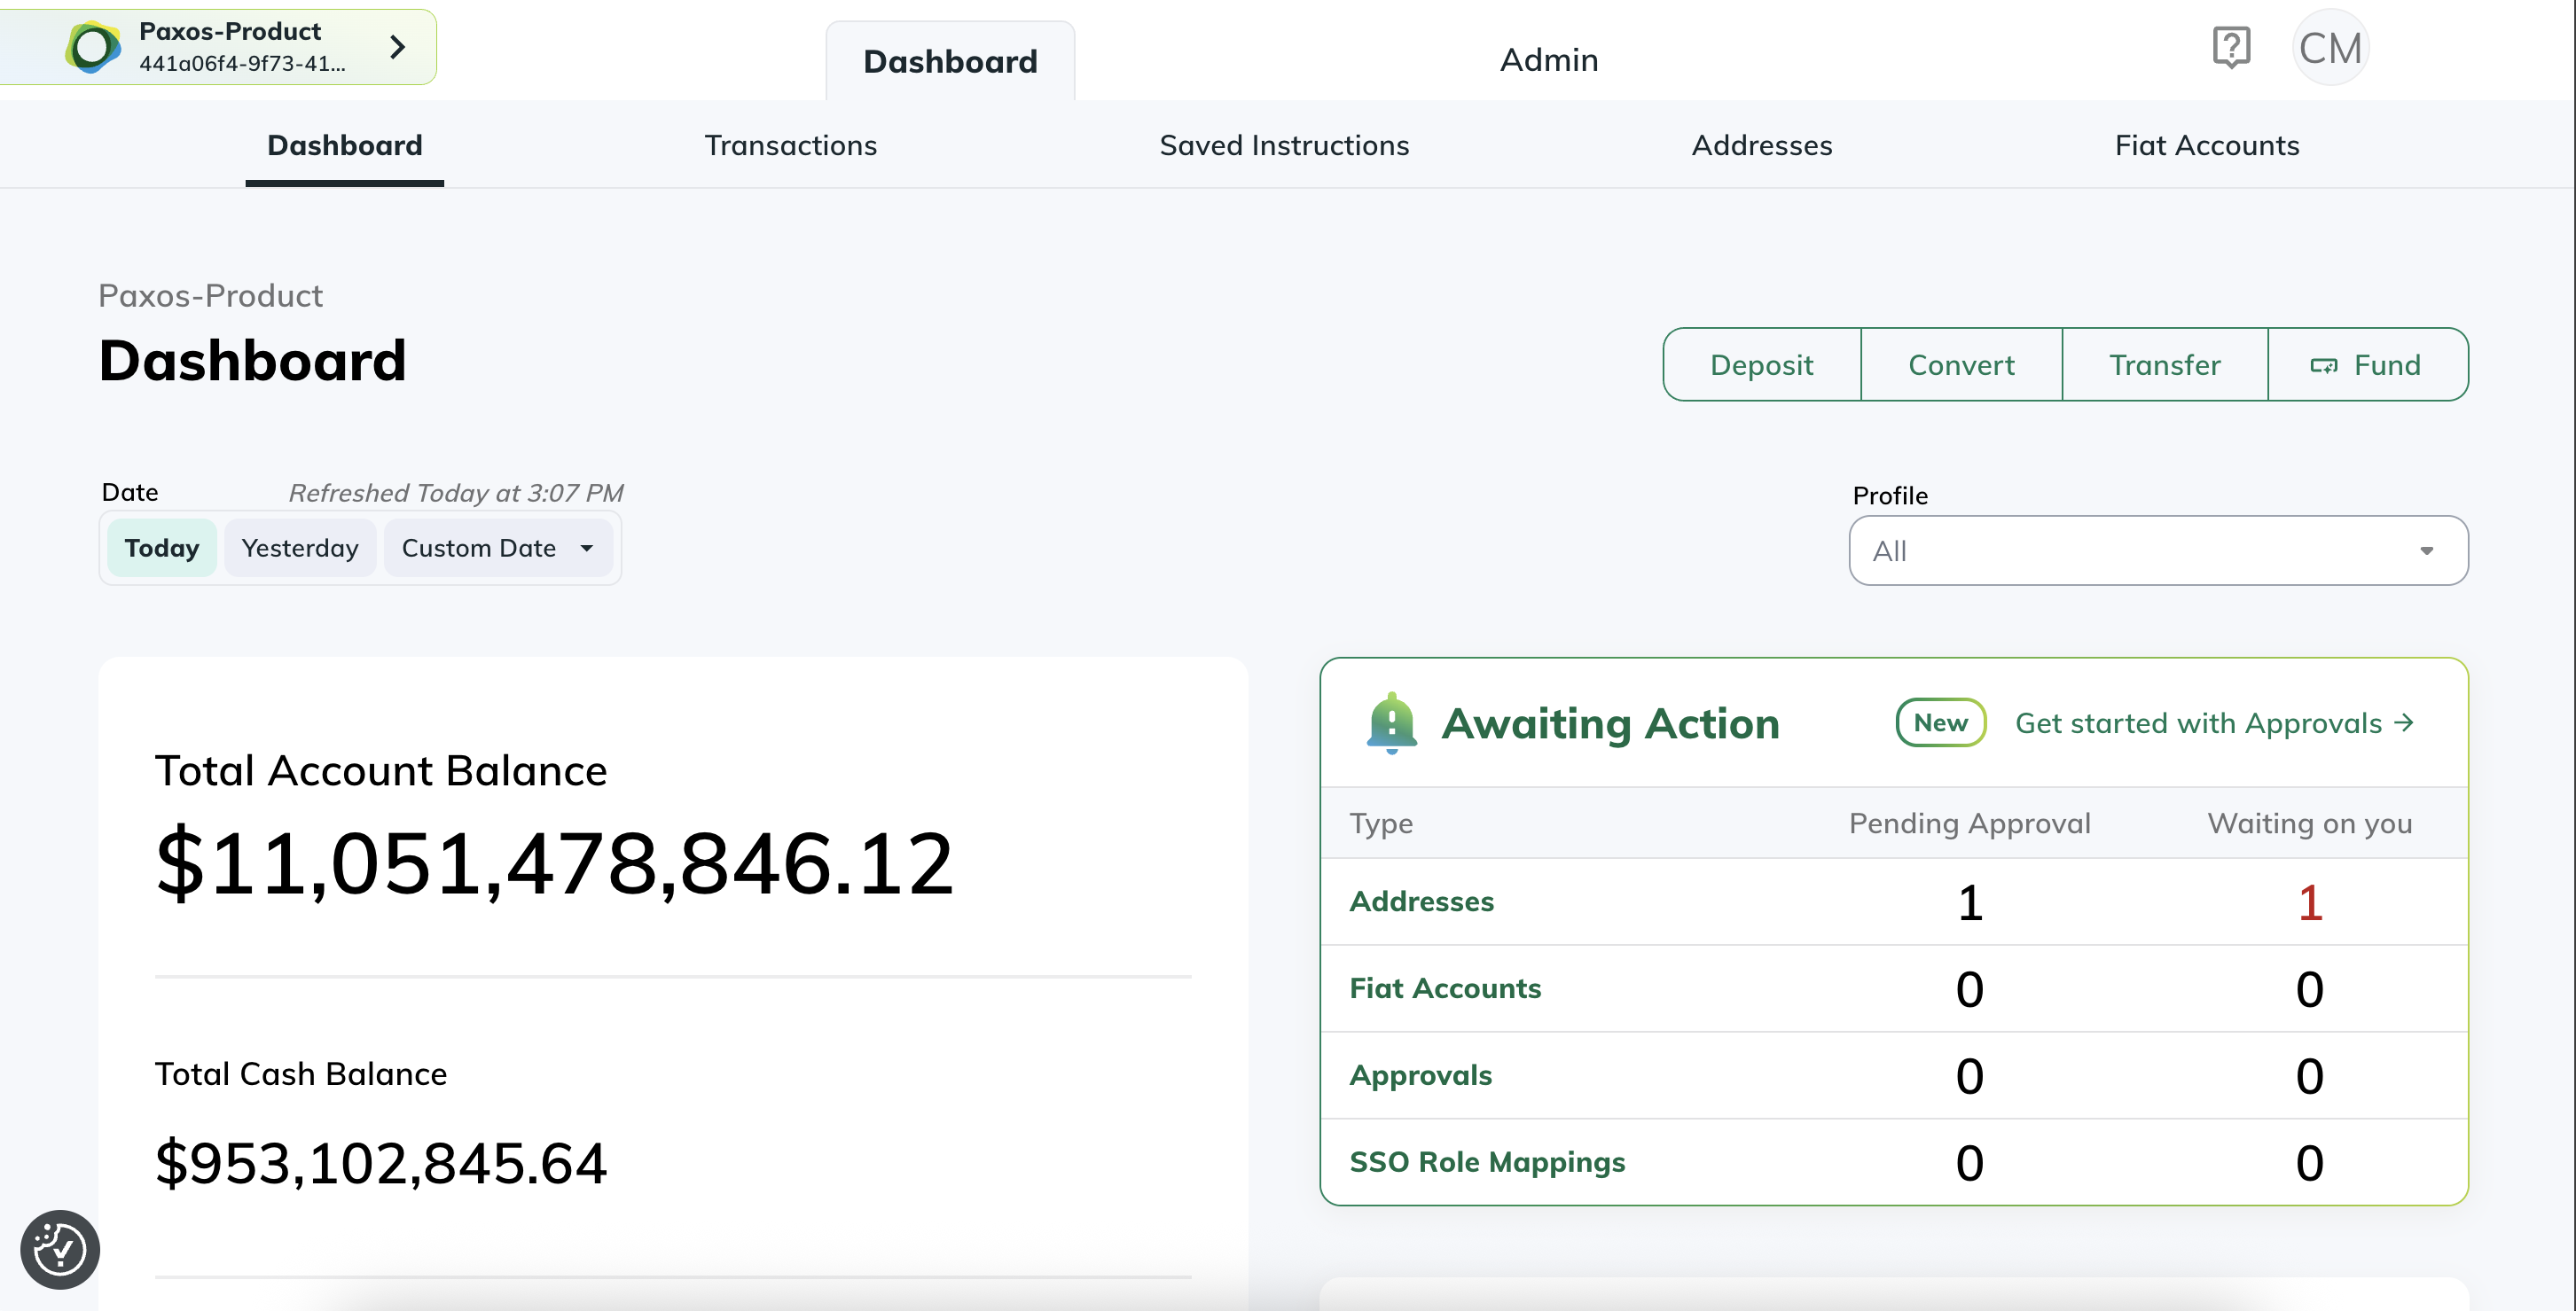 Paxos-Product
441a06f4-9f73-41...
Dashboard
Admin
CM
Dashboard
Transactions
Saved Instructions
Addresses
Fiat Accounts
Paxos-Product
Dashboard
Deposit
Convert
Transfer
Fund
Date
Refreshed Today at 3:07 PM
Today
Yesterday
Custom Date
Profile
All
Total Account Balance
$11,051,478,846.12
Total Cash Balance
$953,102,845.64
Awaiting Action
New
Get started with Approvals →
Type Pending Approval Waiting on you
Addresses 1 1
Fiat Accounts 0 0
Approvals 0 0
SSO Role Mappings 0 0